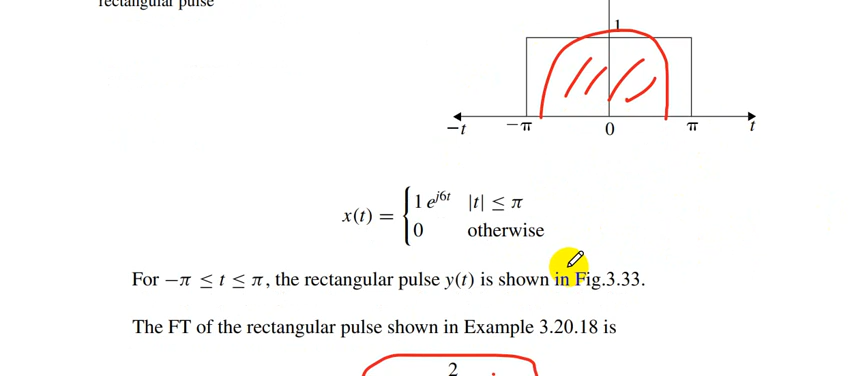 rectangular pulse
1
−t −π 0 π t
x(t) = { 1 e^{j6t} |t| ≤ π
0 otherwise
For −π ≤ t ≤ π, the rectangular pulse y(t) is shown in Fig.3.33.
The FT of the rectangular pulse shown in Example 3.20.18 is
2